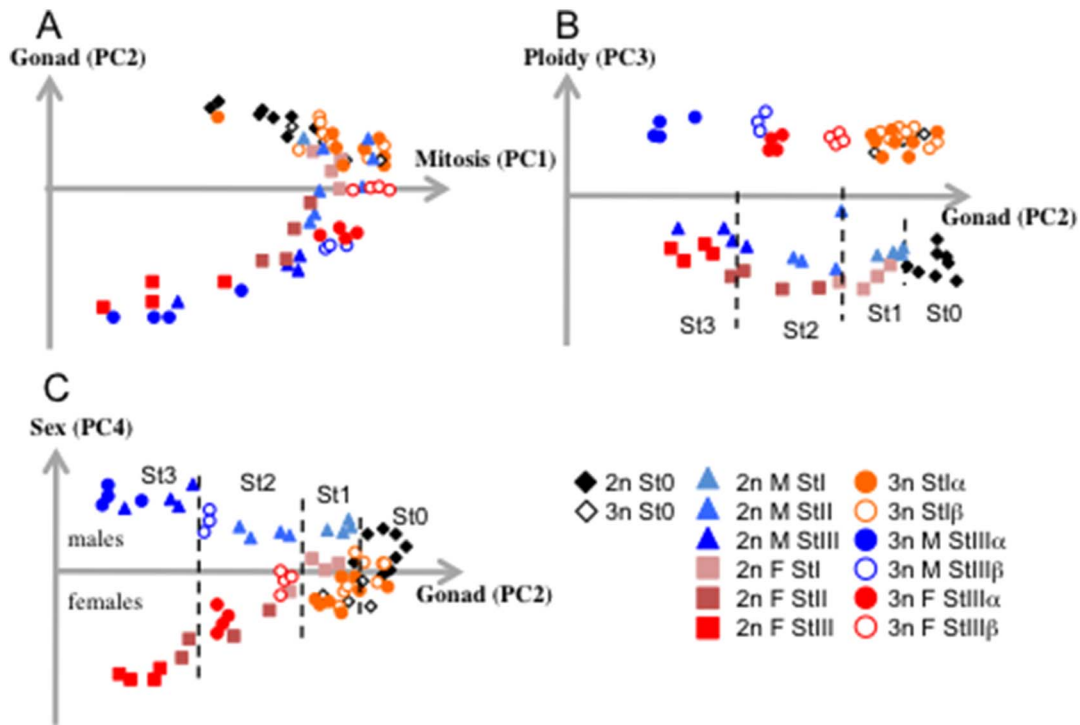 A
Gonad (PC2)
Mitosis (PC1)
B
Ploidy (PC3)
Gonad (PC2)
St3
St2
St1
St0
C
Sex (PC4)
St3
St2
St1
St0
males
females
Gonad (PC2)
2n St0
3n St0
2n M StI
2n M StII
2n M StIII
2n F StI
2n F StII
2n F StIII
3n StIα
3n StIβ
3n M StIIIα
3n M StIIIβ
3n F StIIIα
3n F StIIIβ